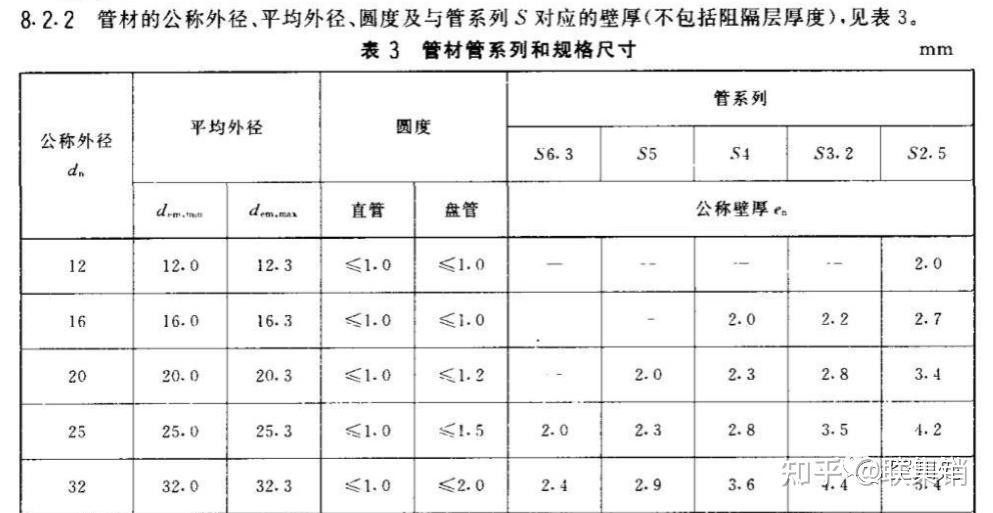 8.2.2 管材的公称外径、平均外径、圆度及与管系列 S 对应的壁厚(不包括阻隔层厚度),见表 3。
表 3 管材管系列和规格尺寸 mm
公称外径 dn 平均外径 圆度 管系列
S6.3 S5 S4 S3.2 S2.5
dem,min dem,max 直管 盘管 公称壁厚 en
12 12.0 12.3 ≤1.0 ≤1.0 — -- -- -- 2.0
16 16.0 16.3 ≤1.0 ≤1.0 - 2.0 2.2 2.7
20 20.0 20.3 ≤1.0 ≤1.2 -- 2.0 2.3 2.8 3.4
25 25.0 25.3 ≤1.0 ≤1.5 2.0 2.3 2.8 3.5 4.2
32 32.0 32.3 ≤1.0 ≤2.0 2.4 2.9 3.6 4.4 5.4
知乎 @联集销